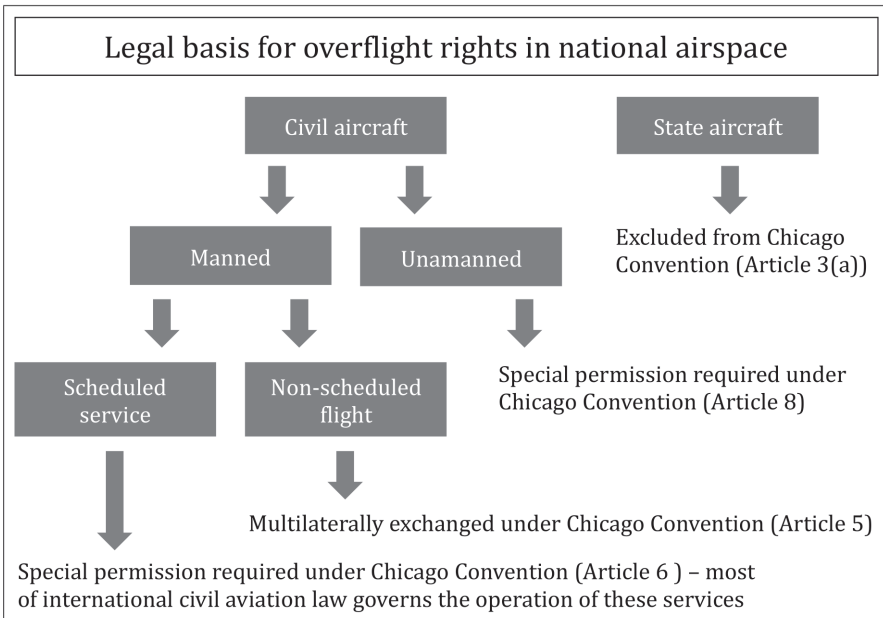 Legal basis for overflight rights in national airspace
Civil aircraft
State aircraft
Manned
Unamanned
Excluded from Chicago
Convention (Article 3(a))
Scheduled
service
Non-scheduled
flight
Special permission required under
Chicago Convention (Article 8)
Multilaterally exchanged under Chicago Convention (Article 5)
Special permission required under Chicago Convention (Article 6 ) – most
of international civil aviation law governs the operation of these services